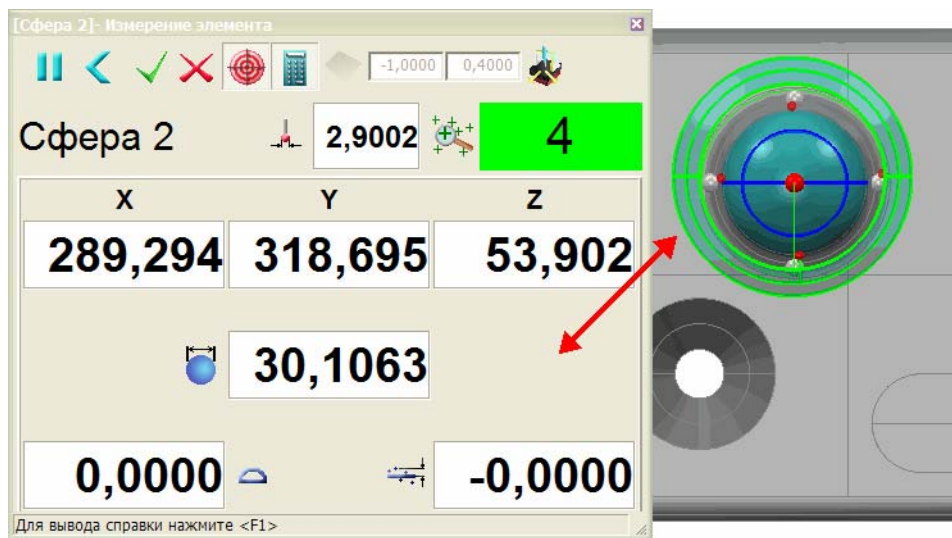 [Сфера 2]- Измерение элемента
-1,0000 0,4000
Сфера 2 2,9002 4
X Y Z
289,294 318,695 53,902
30,1063
0,0000 -0,0000
Для вывода справки нажмите <F1>